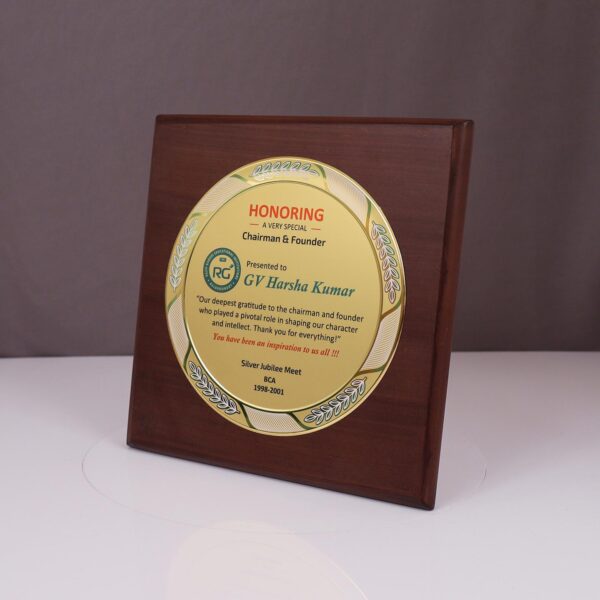 HONORING
A VERY SPECIAL
Chairman & Founder
Presented to
RG
GV Harsha Kumar
“Our deepest gratitude to the chairman and founder
who played a pivotal role in shaping our character
and intellect. Thank you for everything!”
You have been an inspiration to us all !!!
Silver Jubilee Meet
BCA
1998-2001